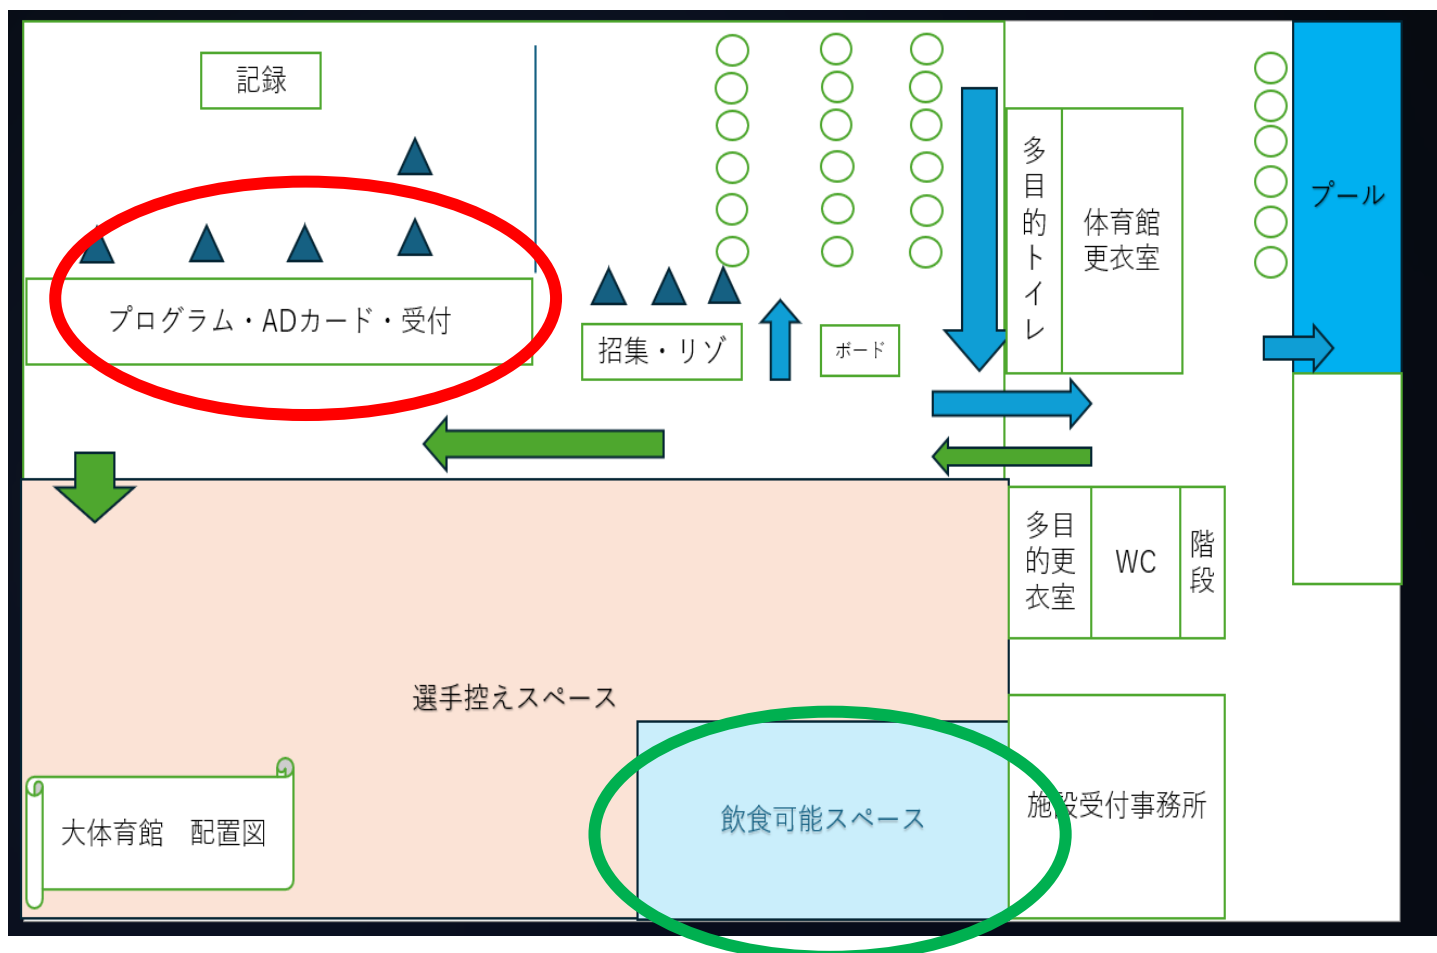 記録
プログラム・ADカード・受付
招集・リゾ
ボード
多目的トイレ
体育館
更衣室
プール
多目
的更
衣室
WC
階段
選手控えスペース
飲食可能スペース
施設受付事務所
大体育館　配置図